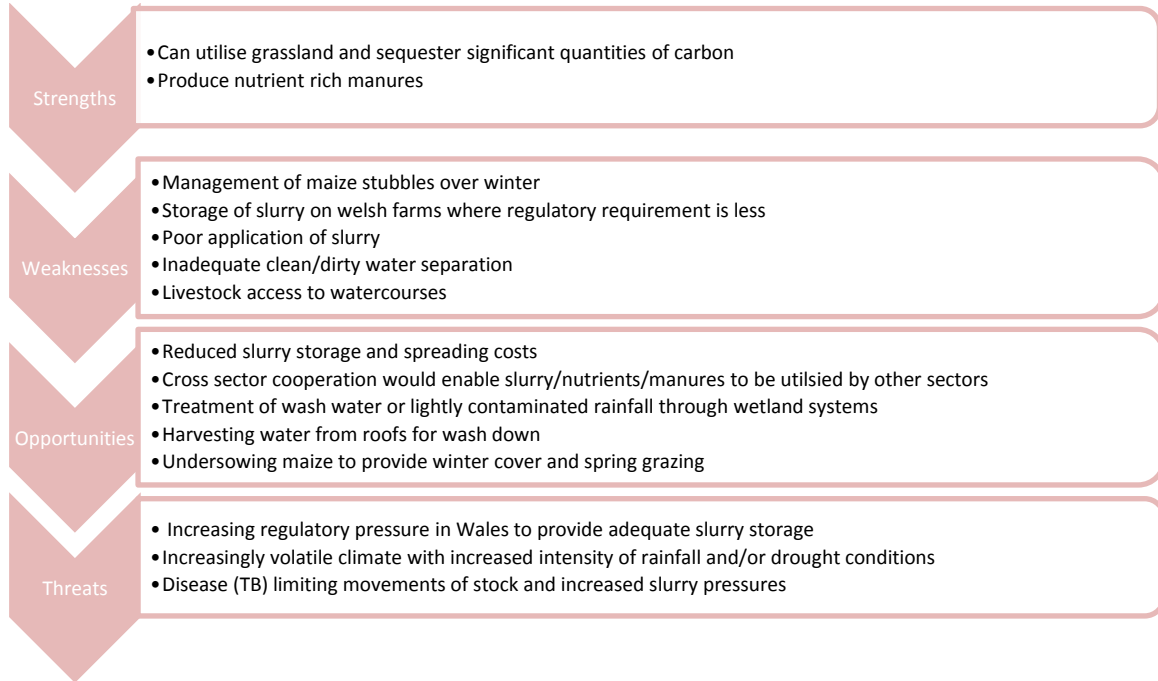 Strengths
•Can utilise grassland and sequester significant quantities of carbon
•Produce nutrient rich manures
Weaknesses
•Management of maize stubbles over winter
•Storage of slurry on welsh farms where regulatory requirement is less
•Poor application of slurry
•Inadequate clean/dirty water separation
•Livestock access to watercourses
Opportunities
•Reduced slurry storage and spreading costs
•Cross sector cooperation would enable slurry/nutrients/manures to be utilsied by other sectors
•Treatment of wash water or lightly contaminated rainfall through wetland systems
•Harvesting water from roofs for wash down
•Undersowing maize to provide winter cover and spring grazing
Threats
• Increasing regulatory pressure in Wales to provide adequate slurry storage
•Increasingly volatile climate with increased intensity of rainfall and/or drought conditions
•Disease (TB) limiting movements of stock and increased slurry pressures